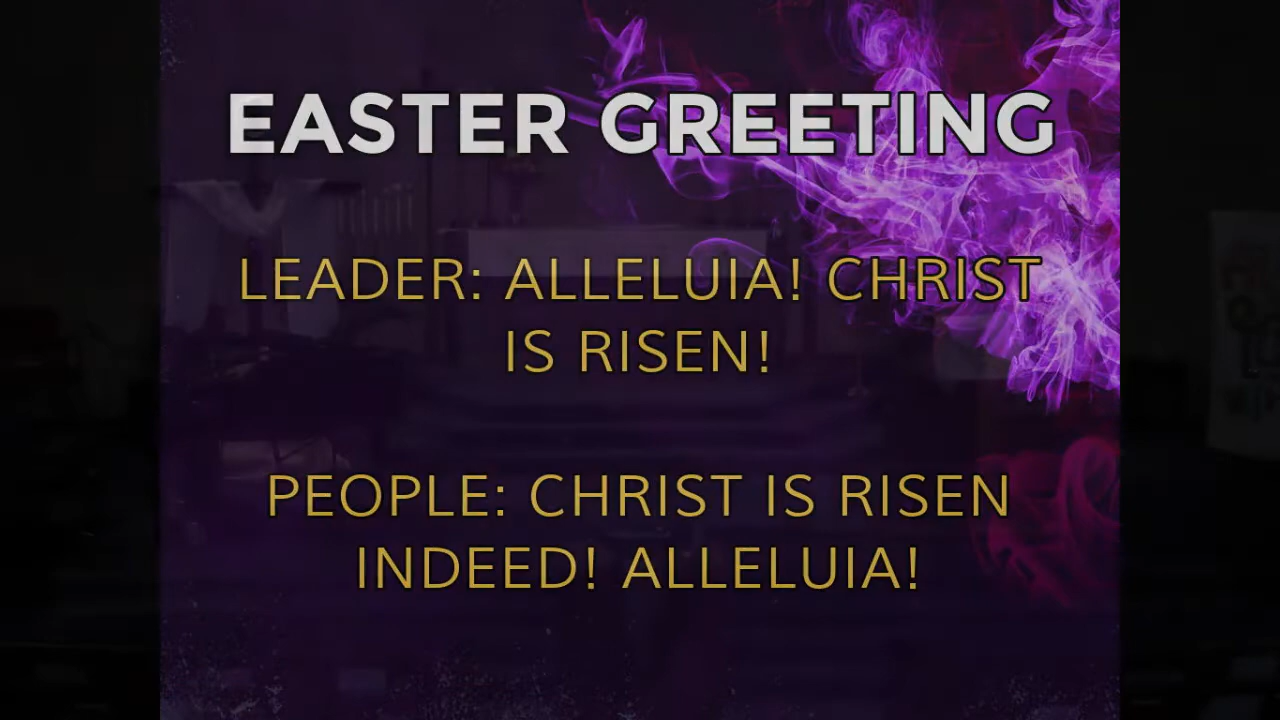 EASTER GREETING
LEADER: ALLELUIA! CHRIST
IS RISEN!
PEOPLE: CHRIST IS RISEN
INDEED! ALLELUIA!